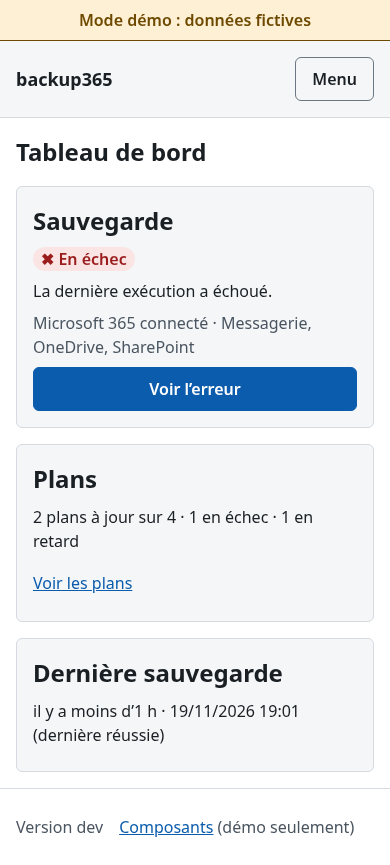 Mode démo : données fictives
backup365
Menu
Tableau de bord
Sauvegarde
✖ En échec
La dernière exécution a échoué.
Microsoft 365 connecté · Messagerie,
OneDrive, SharePoint
Voir l’erreur
Plans
2 plans à jour sur 4 · 1 en échec · 1 en
retard
Voir les plans
Dernière sauvegarde
il y a moins d’1 h · 19/11/2026 19:01
(dernière réussie)
Version dev Composants (démo seulement)